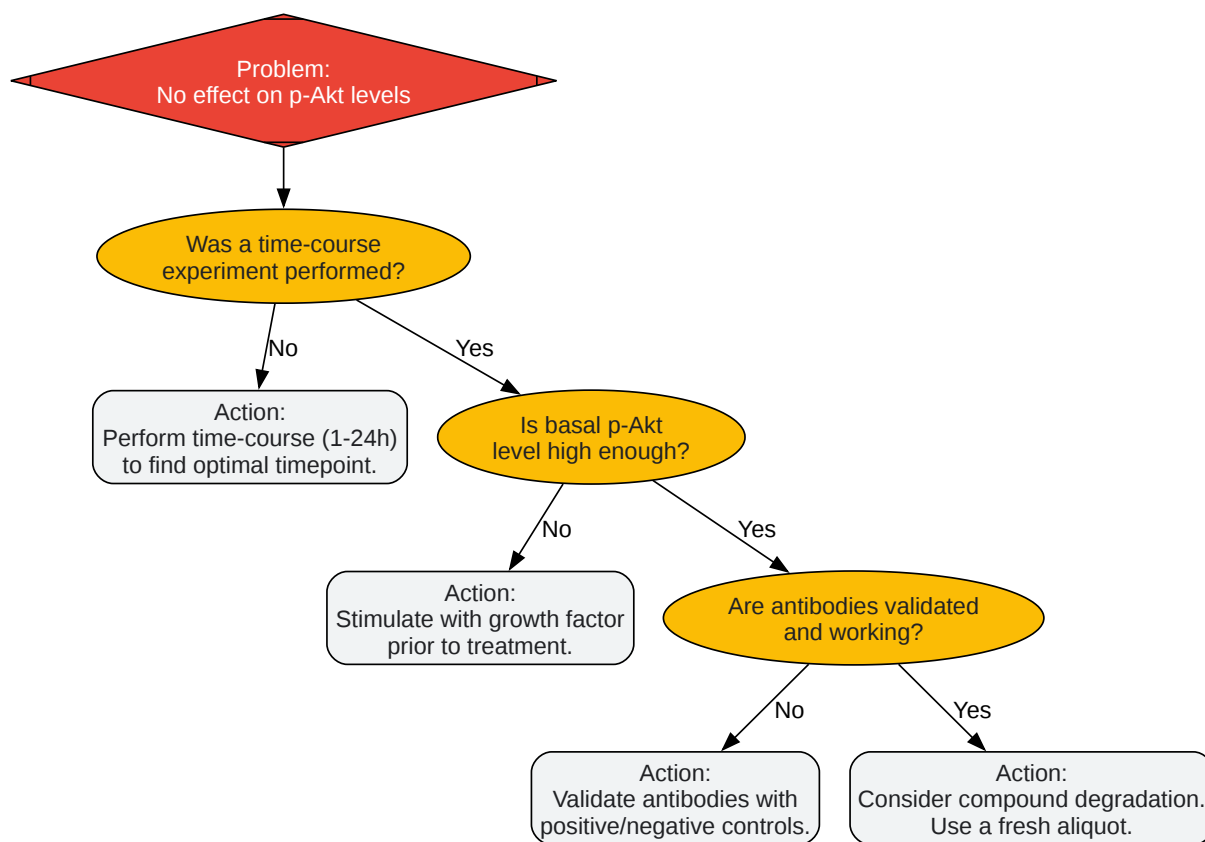 Problem:
No effect on p-Akt levels
Was a time-course
experiment performed?
No
Yes
Action:
Perform time-course (1-24h)
to find optimal timepoint.
Is basal p-Akt
level high enough?
No
Yes
Action:
Stimulate with growth factor
prior to treatment.
Are antibodies validated
and working?
No
Yes
Action:
Validate antibodies with
positive/negative controls.
Action:
Consider compound degradation.
Use a fresh aliquot.